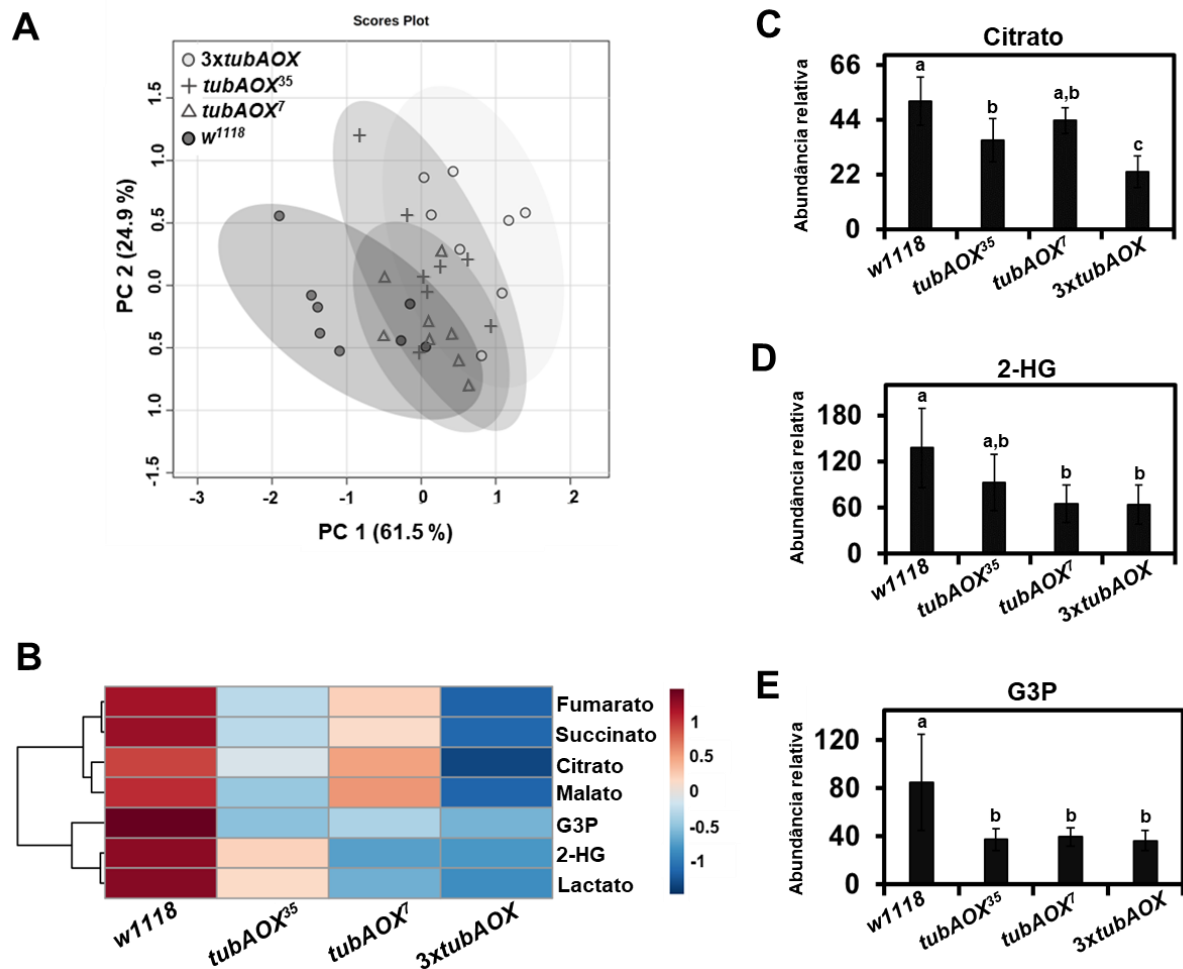 A
Scores Plot
3xtubAOX
tubAOX³⁵
tubAOX⁷
w¹¹¹⁸
PC 2 (24.9 %)
1.5
1.0
0.5
0.0
0.5
1.0
-1.5
-3
-2
-1
0
1
2
PC 1 (61.5 %)
B
Fumarato
Succinato
Citrato
Malato
G3P
2-HG
Lactato
1
0.5
0
-0.5
-1
w1118
tubAOX³⁵
tubAOX⁷
3xtubAOX
C
Citrato
Abundância relativa
66
44
22
0
a
b
a,b
c
w1118
tubAOX³⁵
tubAOX⁷
3xtubAOX
D
2-HG
Abundância relativa
180
120
60
0
a
a,b
b
b
w1118
tubAOX³⁵
tubAOX⁷
3xtubAOX
E
G3P
Abundância relativa
120
80
40
0
a
b
b
b
w1118
tubAOX³⁵
tubAOX⁷
3xtubAOX